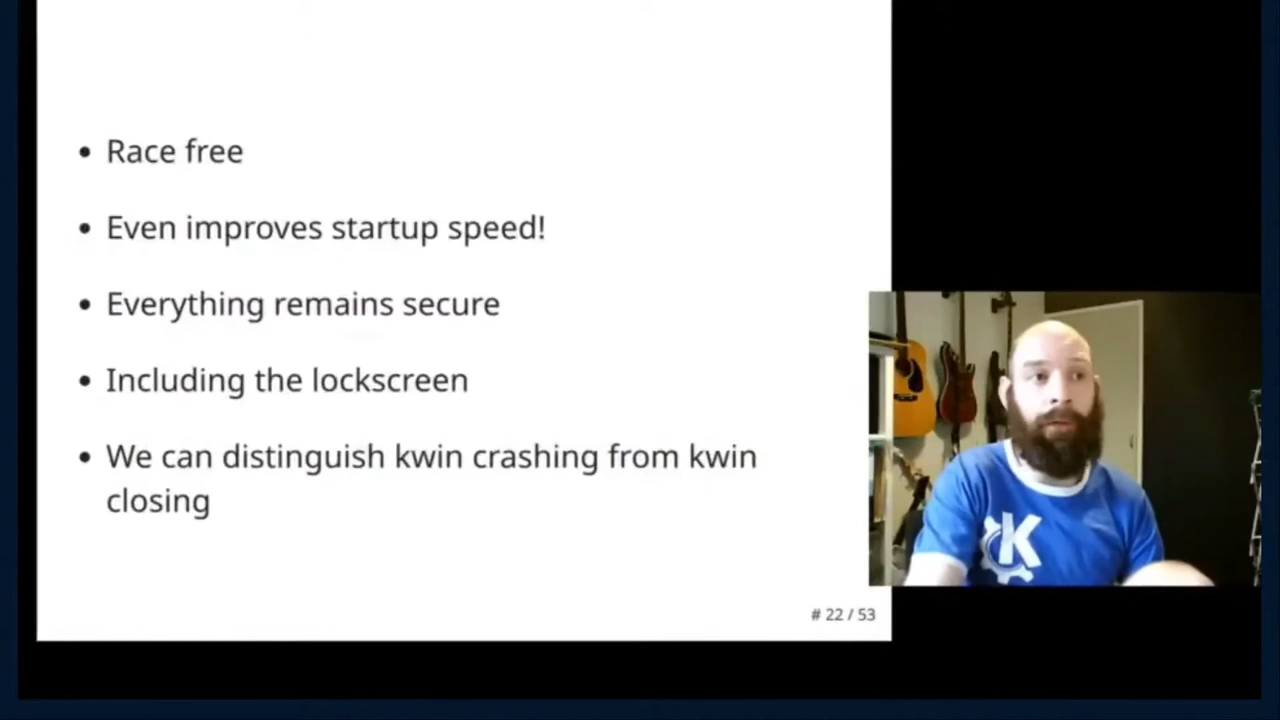 Race free
Even improves startup speed!
Everything remains secure
Including the lockscreen
We can distinguish kwin crashing from kwin
closing
K
# 22 / 53